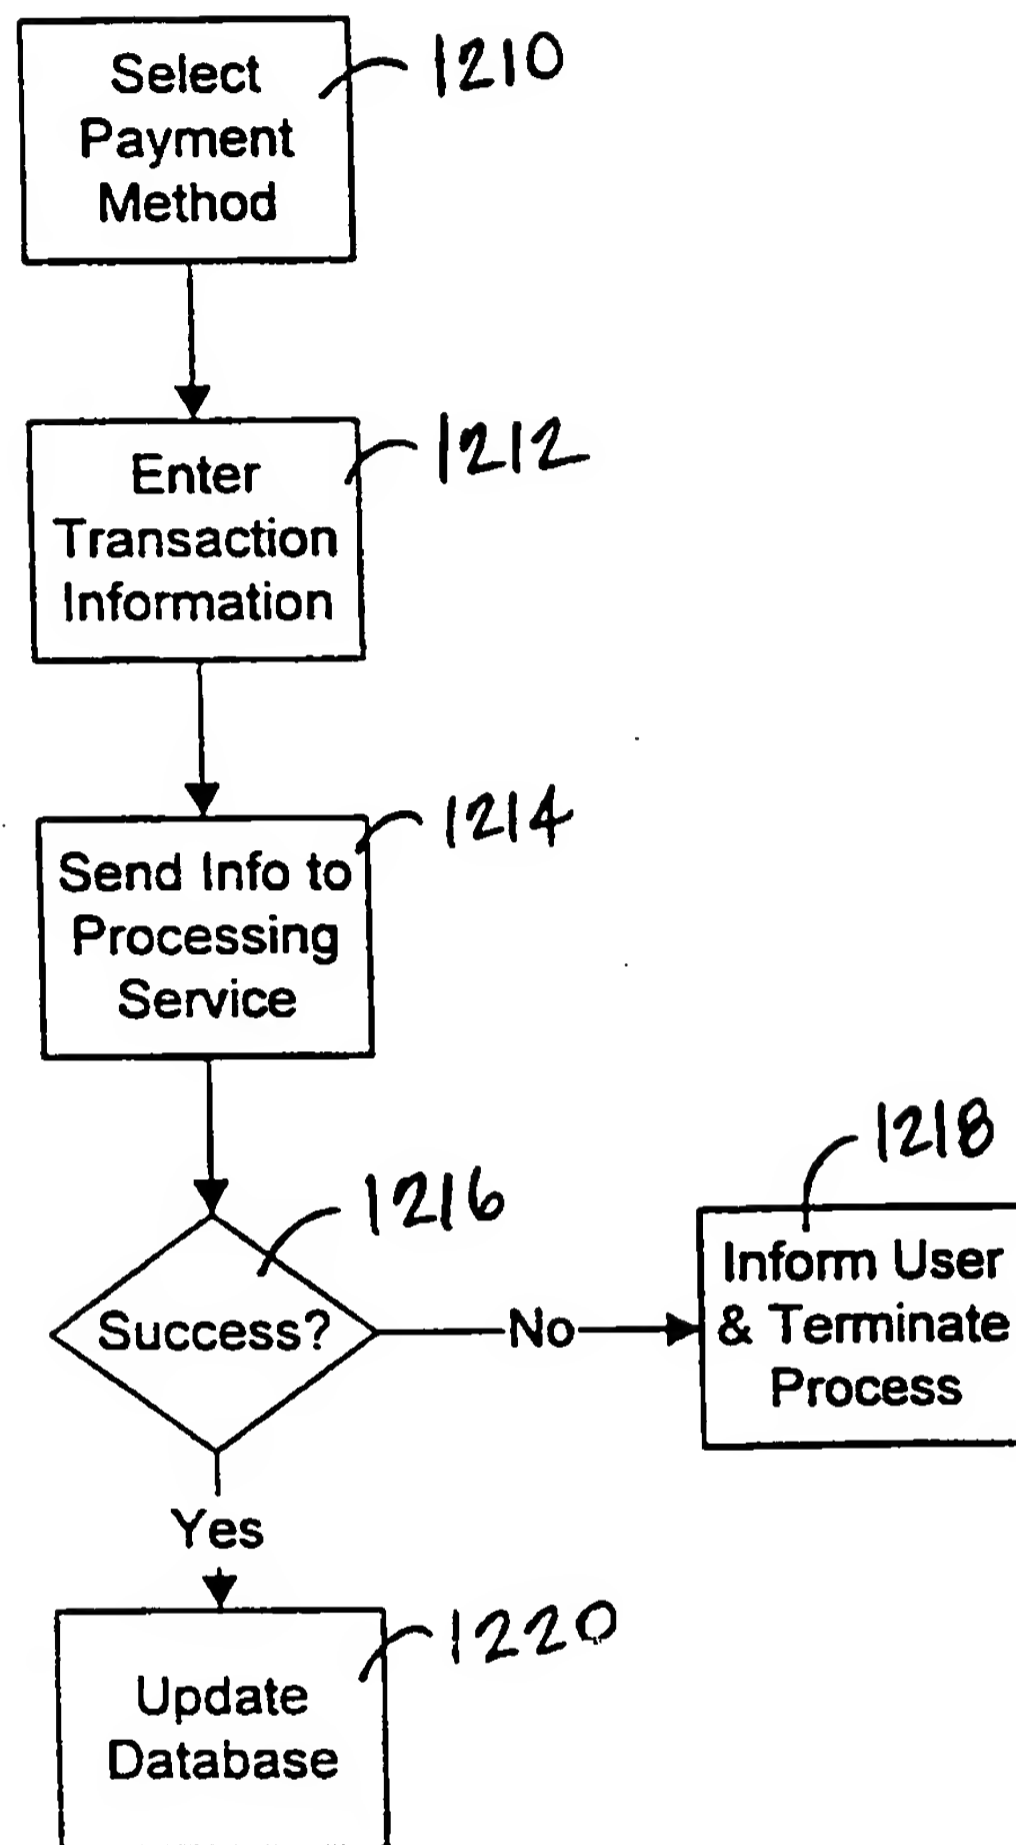 Select
Payment
Method
1210
Enter
Transaction
Information
1212
Send Info to
Processing
Service
1214
Success?
1216
No
Inform User
& Terminate
Process
1218
Yes
Update
Database
1220